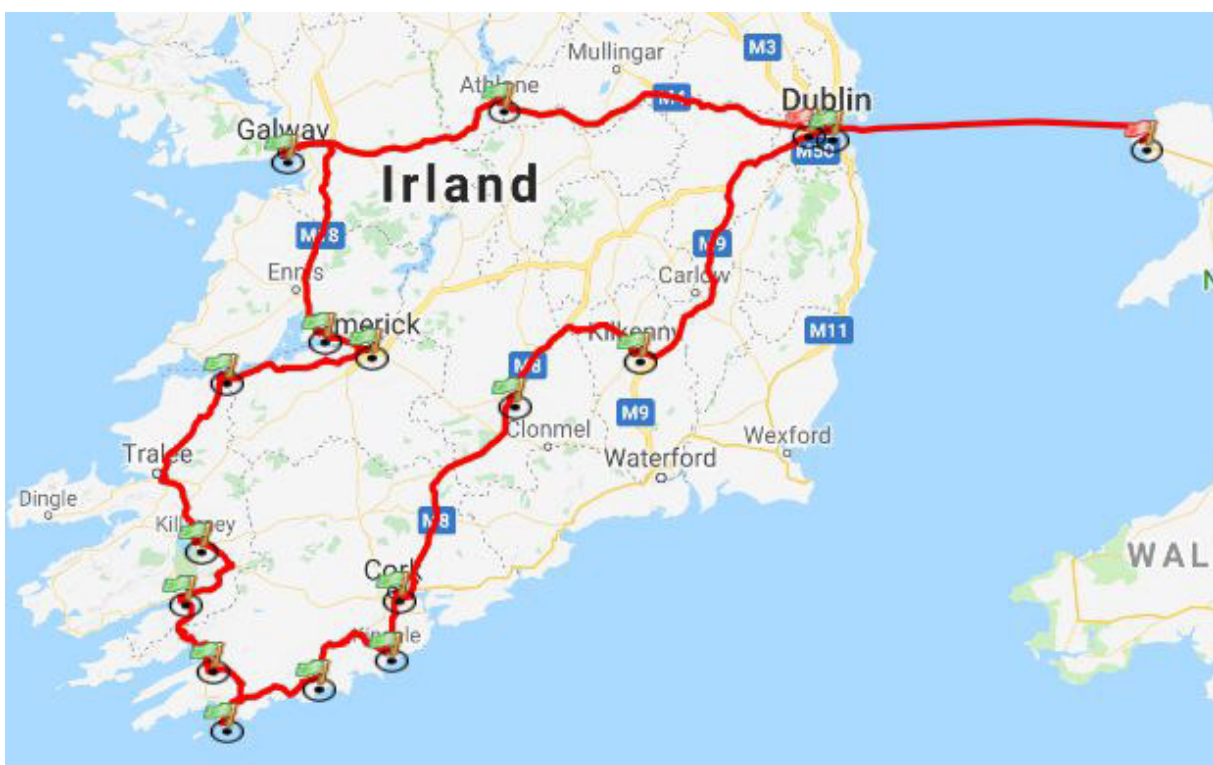 M3
Mullingar
Athlone
M4
Dublin
Galway
M50
Irland
M18
M9
Ennis
Carlow
N
merick
Kilkenny
M11
M8
M9
Clonmel
Wexford
Tralee
Waterford
Dingle
M8
WAL
Cork